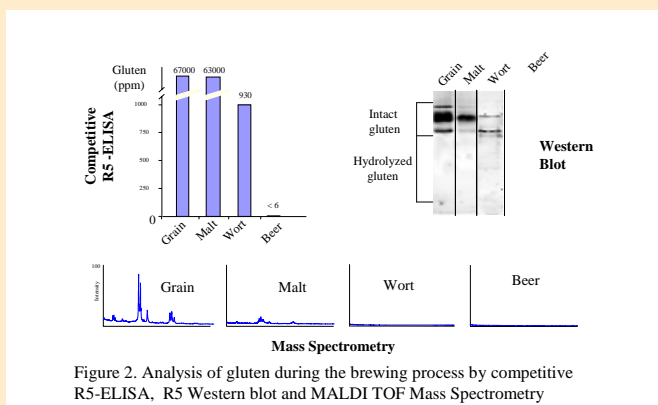 Gluten
(ppm)
67000
63000
930
< 6
1000
750
500
250
0
Competitive
R5 -ELISA
Grain
Malt
Wort
Beer
Grain
Malt
Wort
Beer
Intact
gluten
Hydrolyzed
gluten
Western
Blot
100
Intensity
Grain
Malt
Wort
Beer
Mass Spectrometry
Figure 2. Analysis of gluten during the brewing process by competitive
R5-ELISA,  R5 Western blot and MALDI TOF Mass Spectrometry